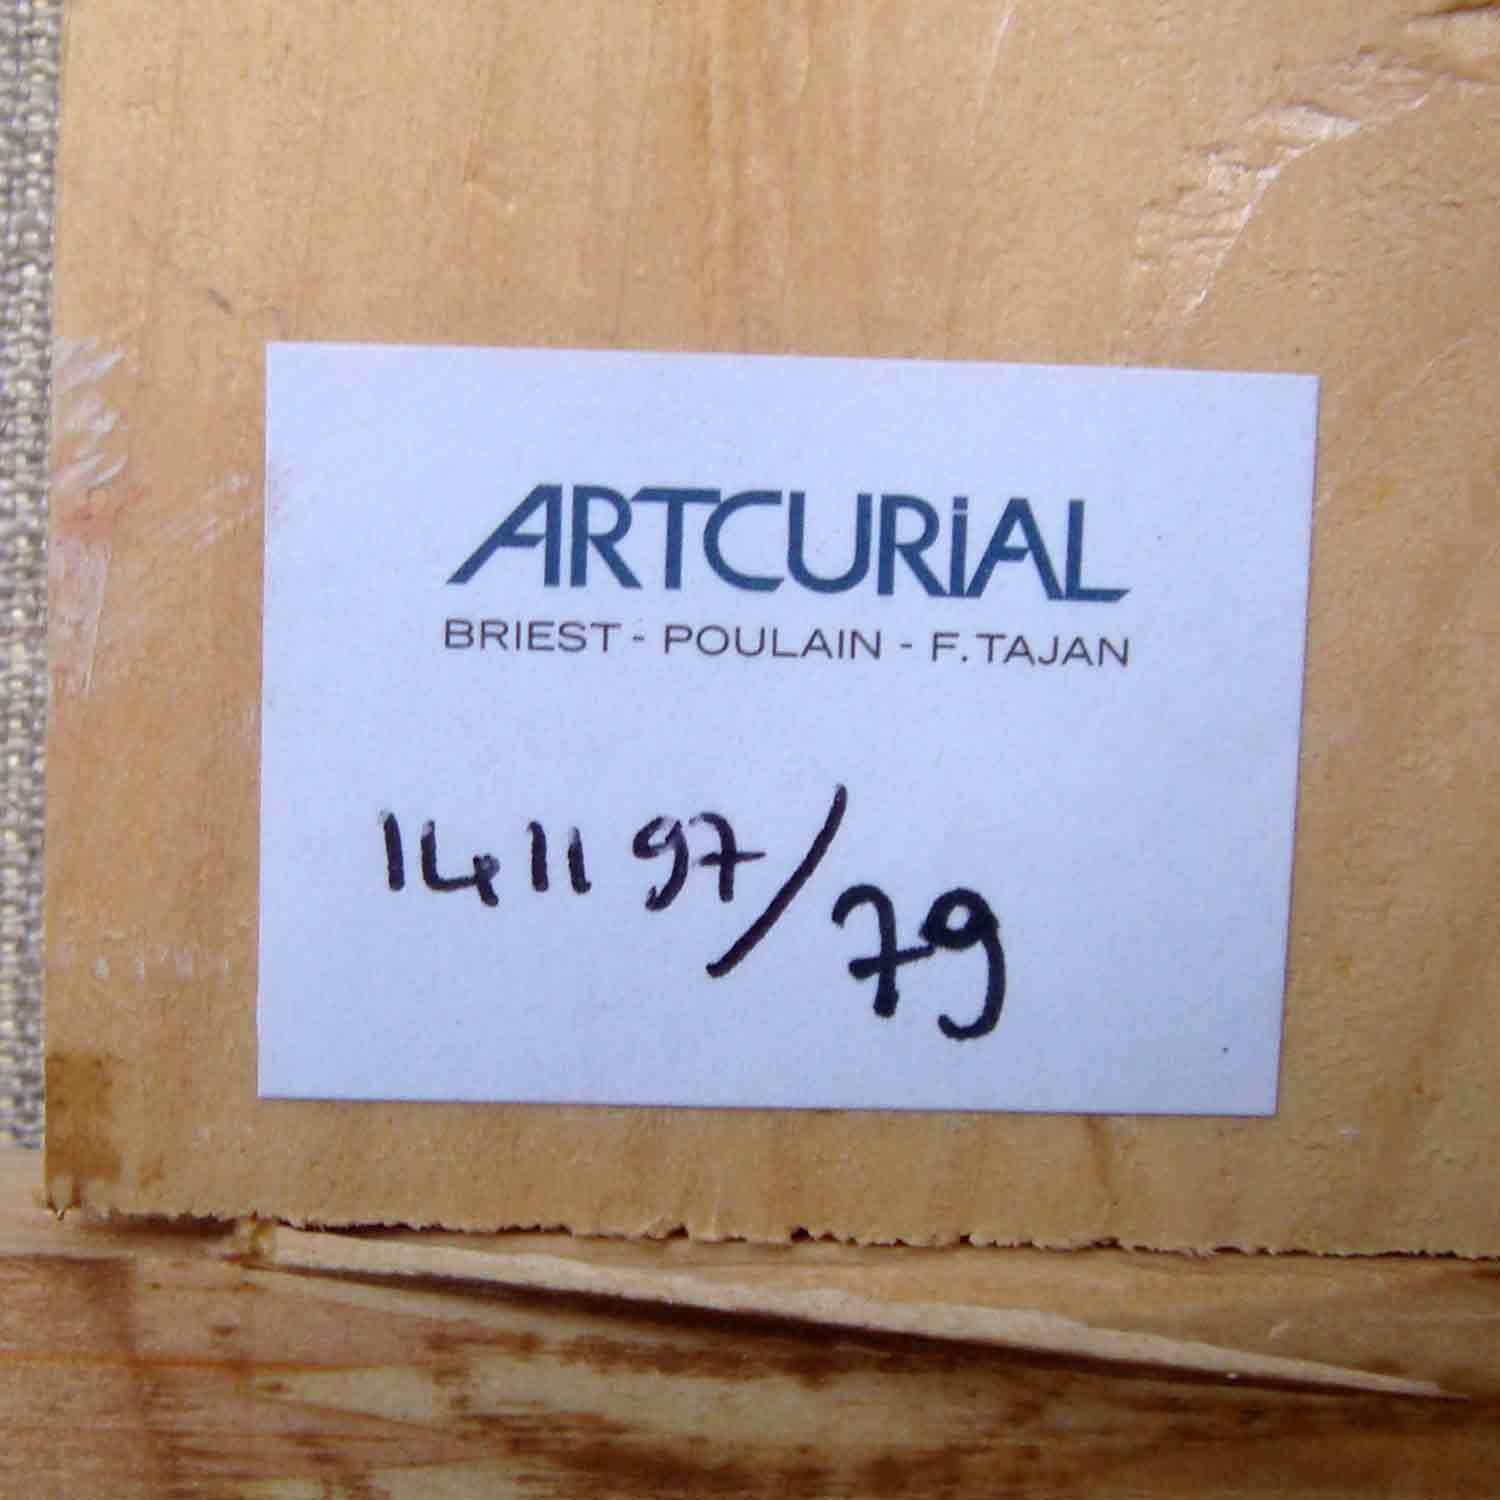 ARTCURiAL
BRIEST - POULAIN - F. TAJAN
14 11 97/79